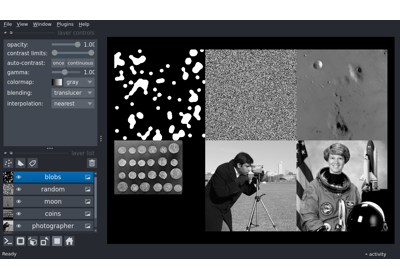 File View Window Plugins Help
layer controls
opacity: 1.00
contrast limits:
auto-contrast: once continuous
gamma: 1.00
colormap: gray
blending: translucen
interpolation: nearest
layer list
blobs
random
moon
coins
photographer
Ready
activity